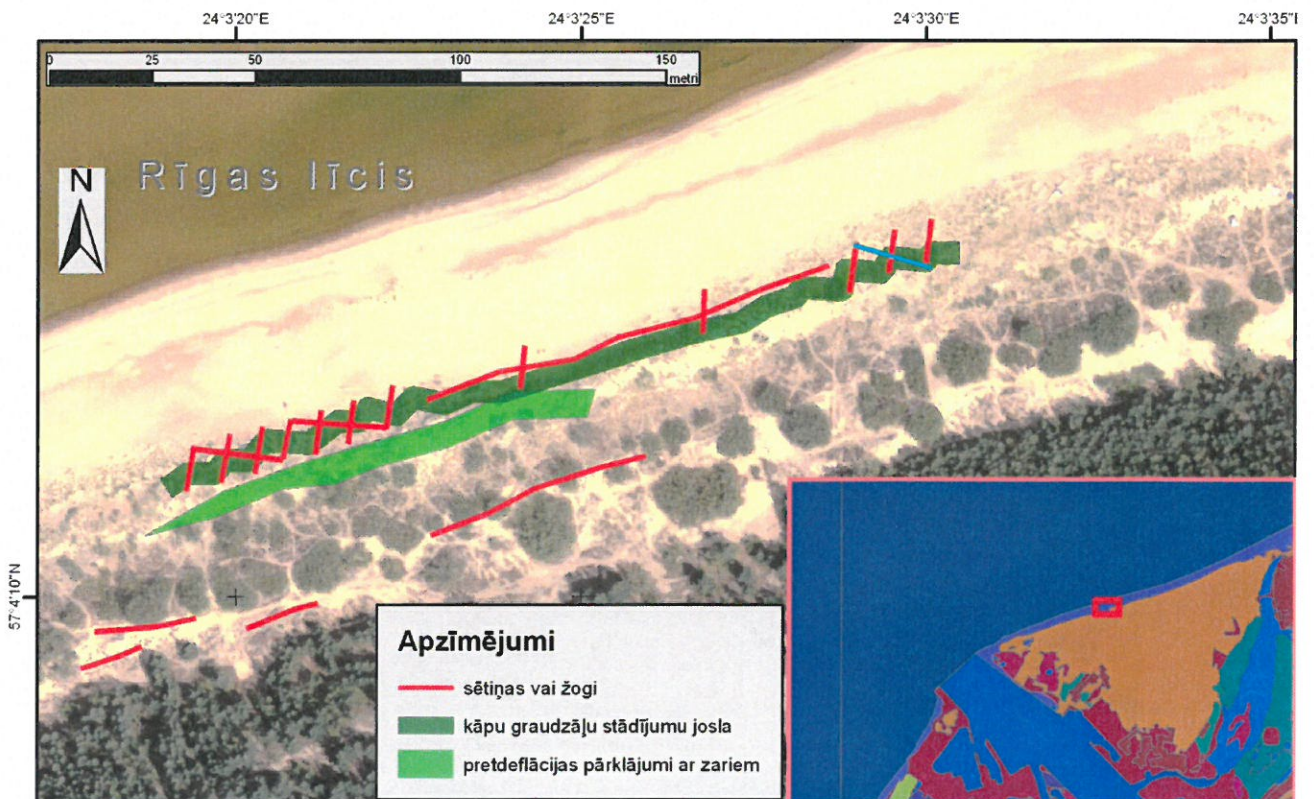 24°3'20"E
24°3'25"E
24°3'30"E
24°3'35"E
0 25 50 100 150
metri
Rīgas līcis
N
57°4'10"N
Apzīmējumi
sētiņas vai žogi
kāpu graudzāļu stādījumu josla
pretdeflācijas pārklājumi ar zariem